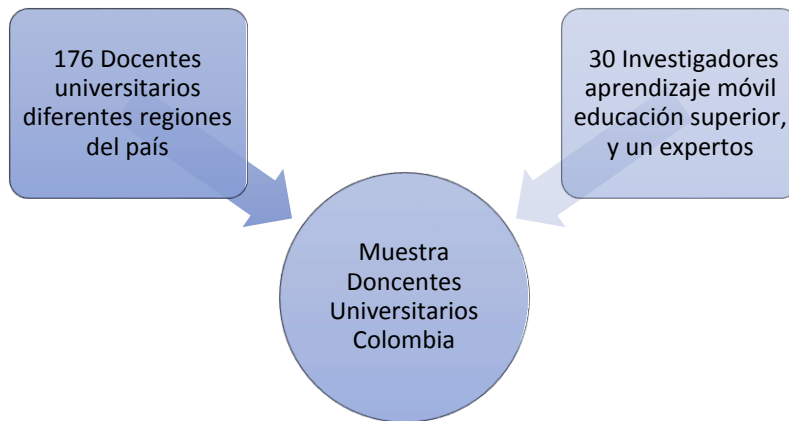 176 Docentes
universitarios
diferentes regiones
del país
30 Investigadores
aprendizaje móvil
educación superior,
y un expertos
Muestra
Doncentes
Universitarios
Colombia